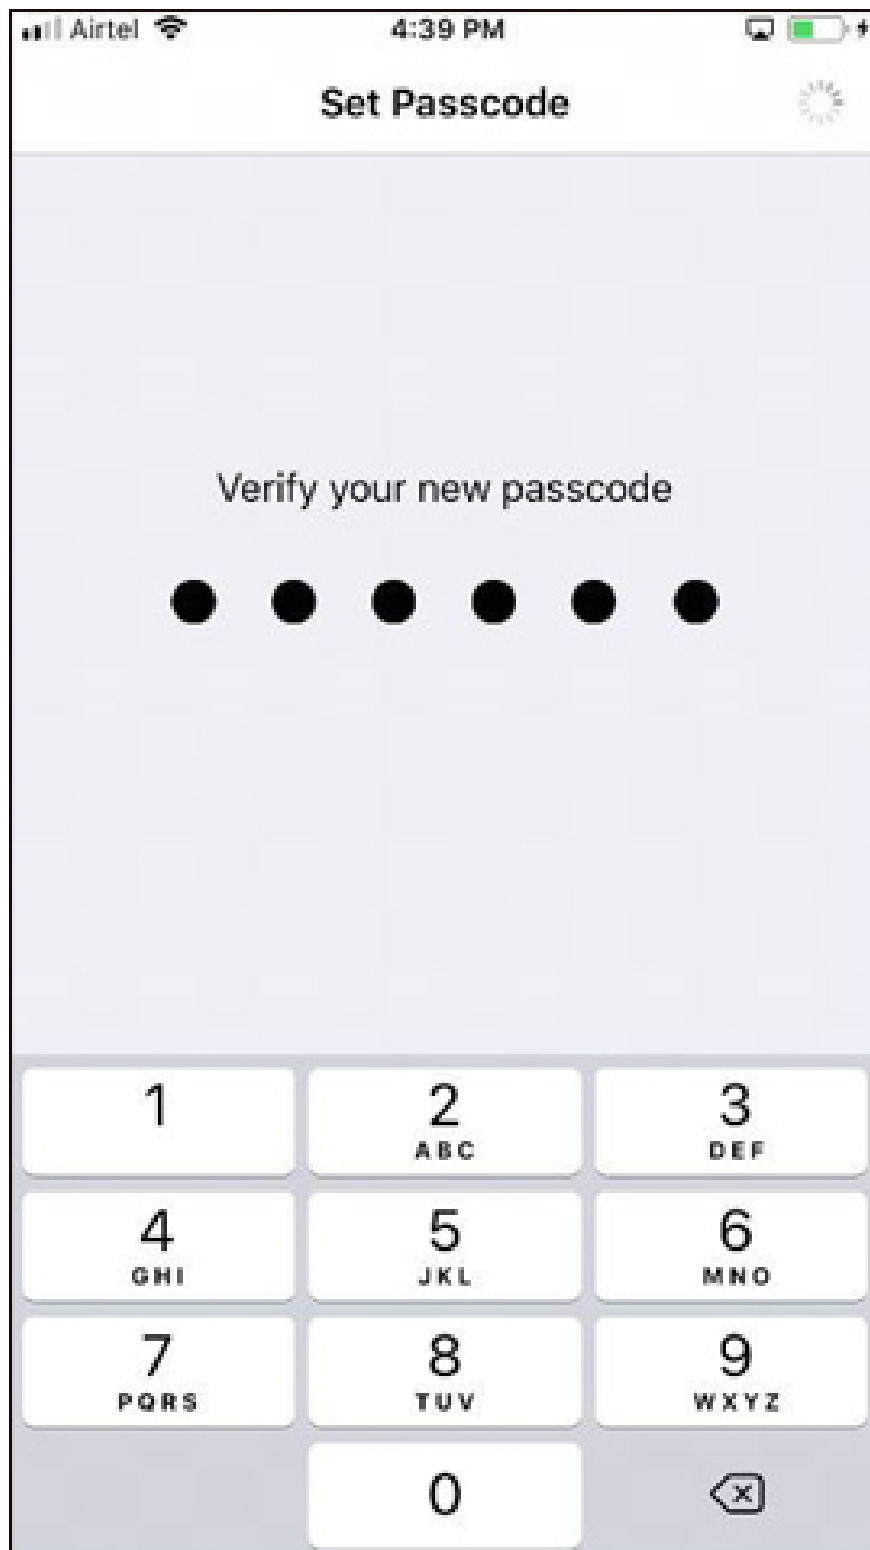 Airtel 4:39 PM
Set Passcode
Verify your new passcode
1 2 3
ABC DEF
4 5 6
GHI JKL MNO
7 8 9
PQRS TUV WXYZ
0